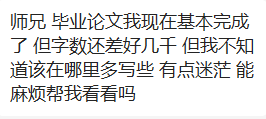 师兄 毕业论文我现在基本完成
了 但字数还差好几千 但我不知
道该在哪里多写些 有点迷茫 能
麻烦帮我看看吗